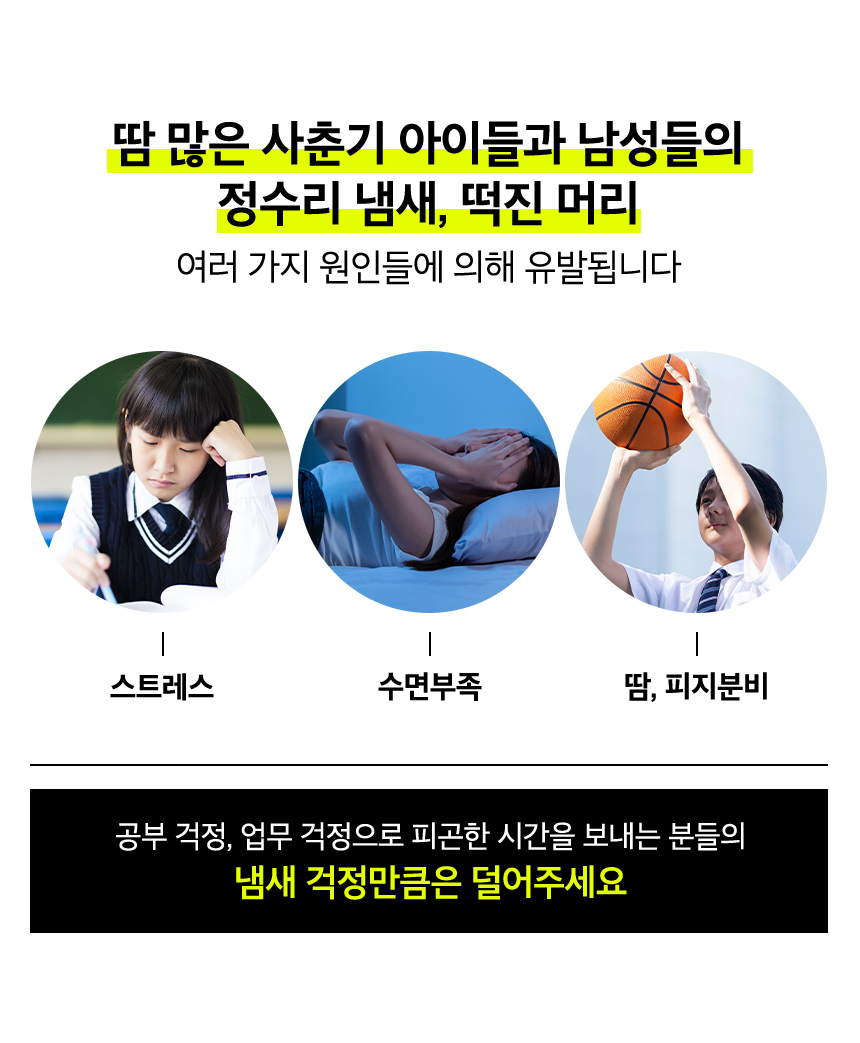 땀 많은 사춘기 아이들과 남성들의
정수리 냄새, 떡진 머리
여러 가지 원인들에 의해 유발됩니다
스트레스
수면부족
땀, 피지분비
공부 걱정, 업무 걱정으로 피곤한 시간을 보내는 분들의
냄새 걱정만큼은 덜어주세요